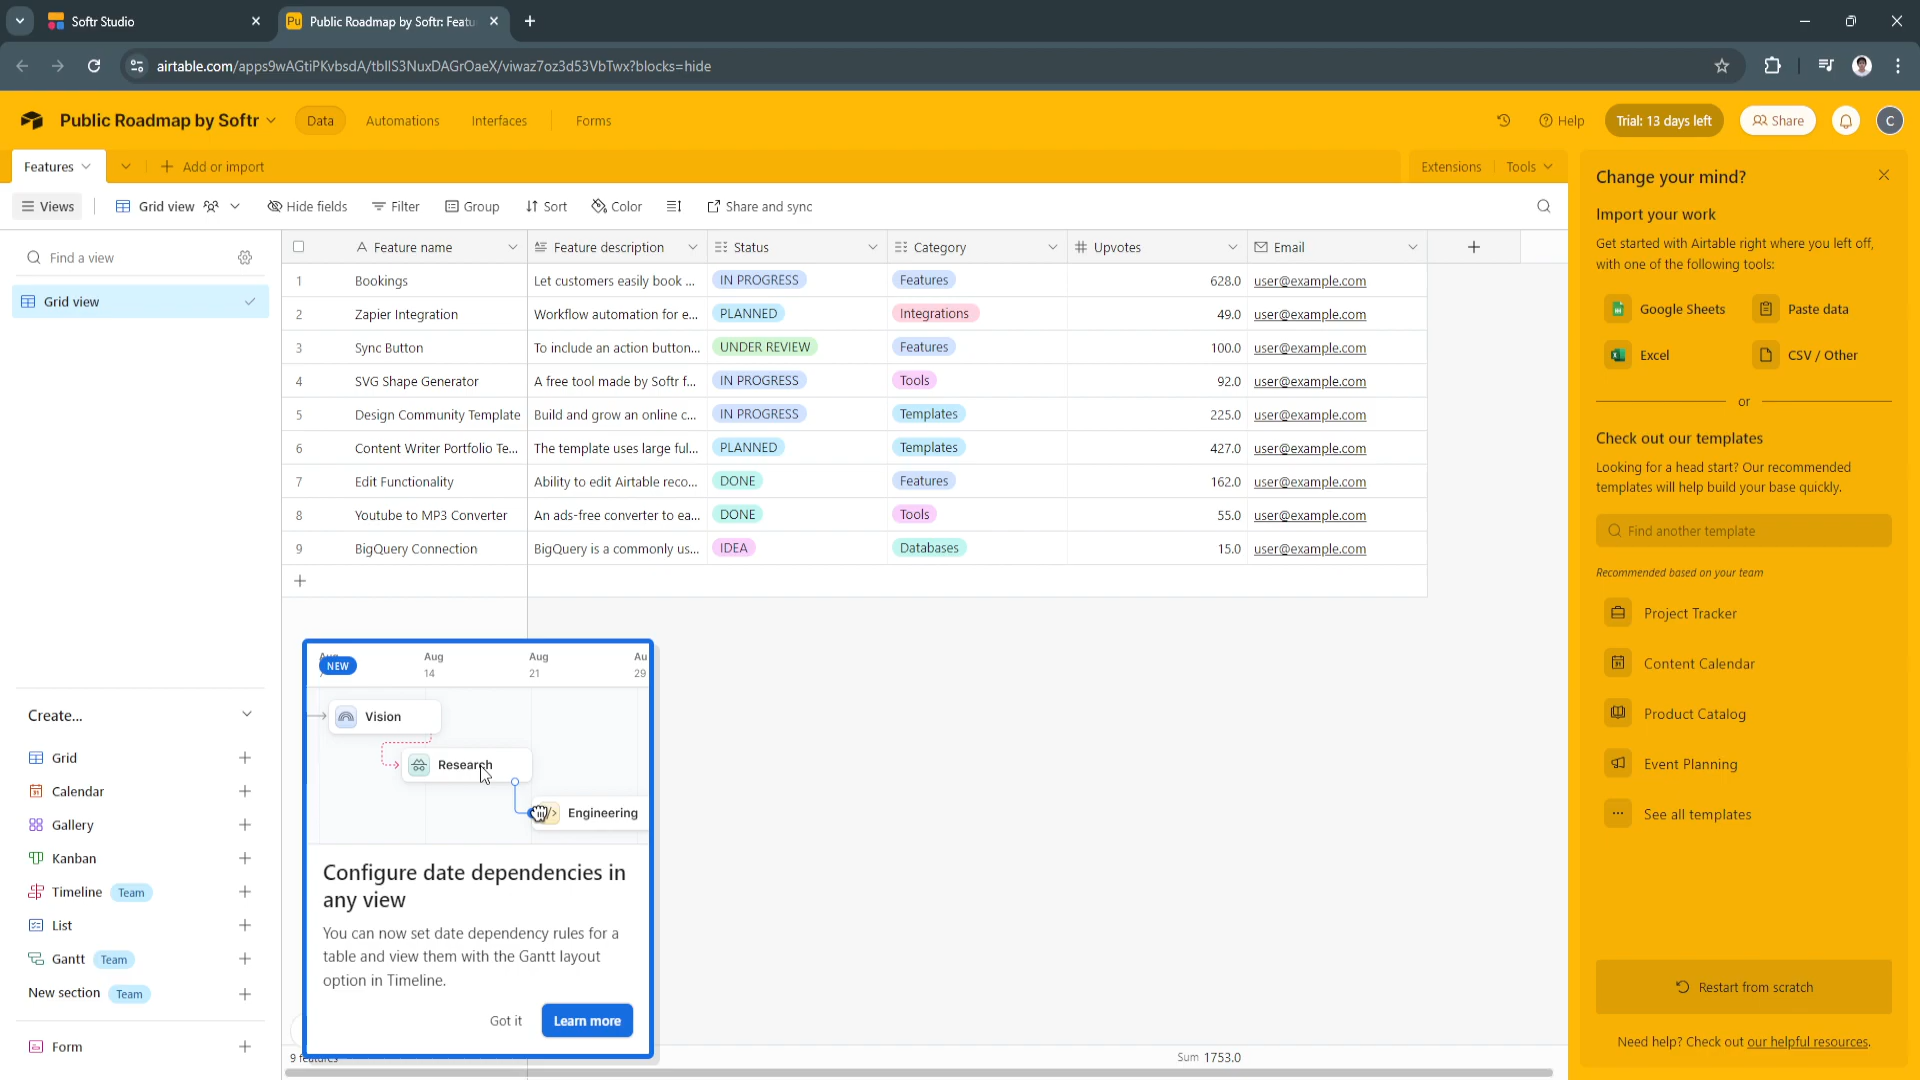 Softr Studio
Public Roadmap by Softr: Featu
airtable.com/apps9wAGtiPKvbsdA/tblIS3NuxDAGrOaeX/viwaz7oz3d53VbTwx?blocks=hide
Public Roadmap by Softr
Data
Automations
Interfaces
Forms
Help
Trial: 13 days left
Share
C
Features
Add or import
Extensions
Tools
Views
Grid view
Hide fields
Filter
Group
Sort
Color
Share and sync
Find a view
Grid view
Feature name Feature description Status Category Upvotes Email
1 Bookings Let customers easily book ... IN PROGRESS Features 628.0 user@example.com
2 Zapier Integration Workflow automation for e... PLANNED Integrations 49.0 user@example.com
3 Sync Button To include an action button... UNDER REVIEW Features 100.0 user@example.com
4 SVG Shape Generator A free tool made by Softr f... IN PROGRESS Tools 92.0 user@example.com
5 Design Community Template Build and grow an online c... IN PROGRESS Templates 225.0 user@example.com
6 Content Writer Portfolio Te... The template uses large ful... PLANNED Templates 427.0 user@example.com
7 Edit Functionality Ability to edit Airtable reco... DONE Features 162.0 user@example.com
8 Youtube to MP3 Converter An ads-free converter to ea... DONE Tools 55.0 user@example.com
9 BigQuery Connection BigQuery is a commonly us... IDEA Databases 15.0 user@example.com
Create...
Grid
Calendar
Gallery
Kanban
Timeline Team
List
Gantt Team
New section Team
Form
NEW
Aug Aug Au
14 21 29
Vision
Research
Engineering
Configure date dependencies in
any view
You can now set date dependency rules for a
table and view them with the Gantt layout
option in Timeline.
Got it
Learn more
9 features
Sum 1753.0
Change your mind?
Import your work
Get started with Airtable right where you left off,
with one of the following tools:
Google Sheets
Paste data
Excel
CSV / Other
or
Check out our templates
Looking for a head start? Our recommended
templates will help build your base quickly.
Find another template
Recommended based on your team
Project Tracker
Content Calendar
Product Catalog
Event Planning
See all templates
Restart from scratch
Need help? Check out our helpful resources.